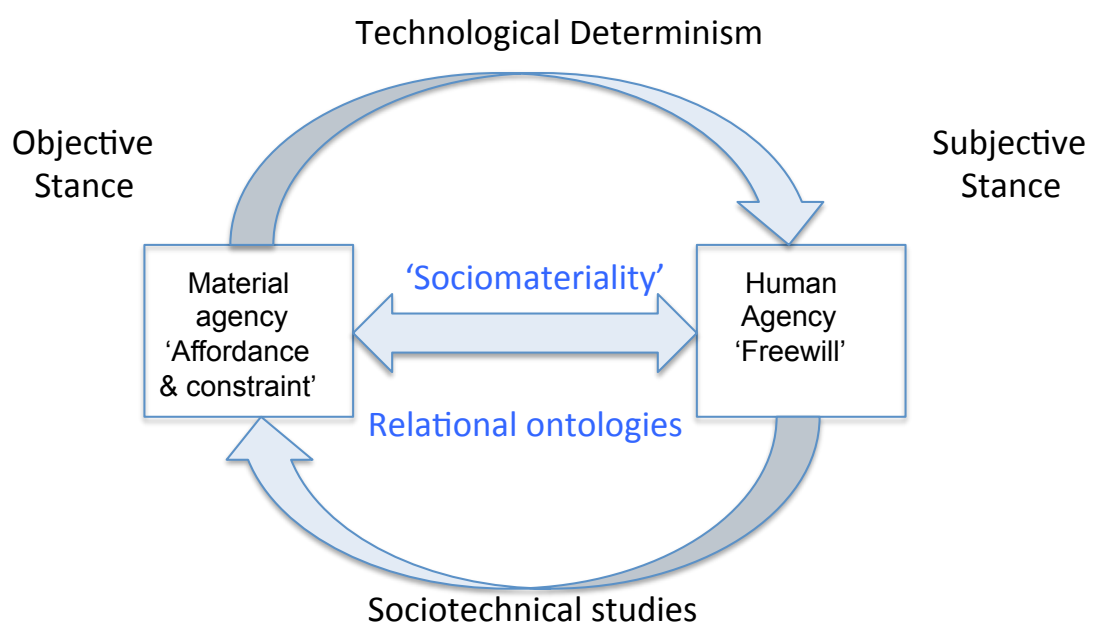 Technological Determinism
Objective
Stance
Subjective
Stance
Material
agency
‘Affordance
& constraint’
‘Sociomateriality’
Relational ontologies
Human
Agency
‘Freewill’
Sociotechnical studies